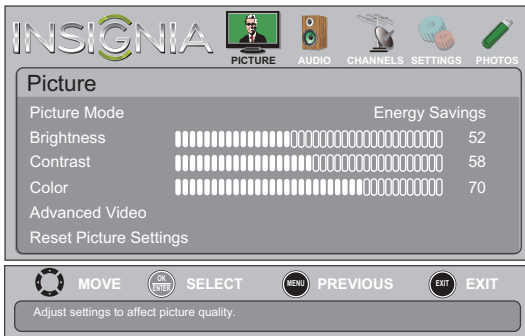 INSIGNIA
PICTURE AUDIO CHANNELS SETTINGS PHOTOS
Picture
Picture Mode Energy Savings
Brightness 52
Contrast 58
Color 70
Advanced Video
Reset Picture Settings
MOVE OK ENTER SELECT MENU PREVIOUS EXIT EXIT
Adjust settings to affect picture quality.